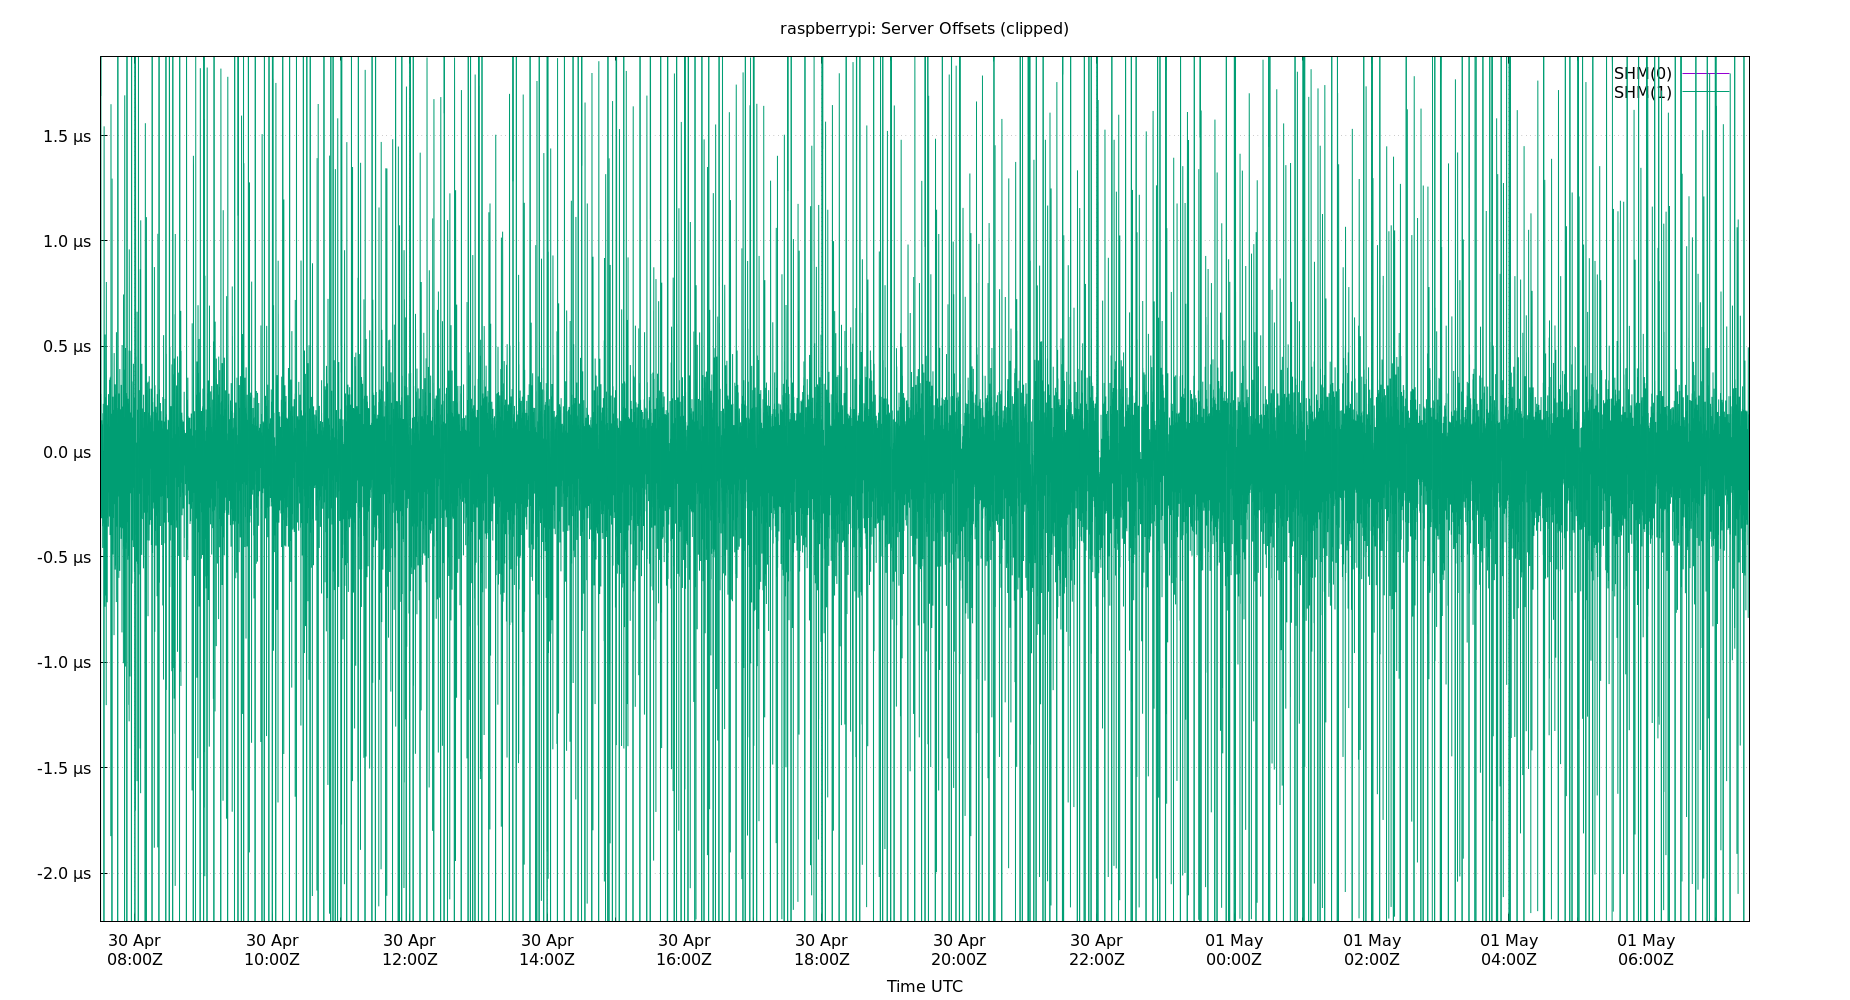 raspberrypi: Server Offsets (clipped)
SHM(0)
SHM(1)
1.5 µs
1.0 µs
0.5 µs
0.0 µs
-0.5 µs
-1.0 µs
-1.5 µs
-2.0 µs
30 Apr 30 Apr 30 Apr 30 Apr 30 Apr 30 Apr 30 Apr 30 Apr 01 May 01 May 01 May 01 May
08:00Z 10:00Z 12:00Z 14:00Z 16:00Z 18:00Z 20:00Z 22:00Z 00:00Z 02:00Z 04:00Z 06:00Z
Time UTC